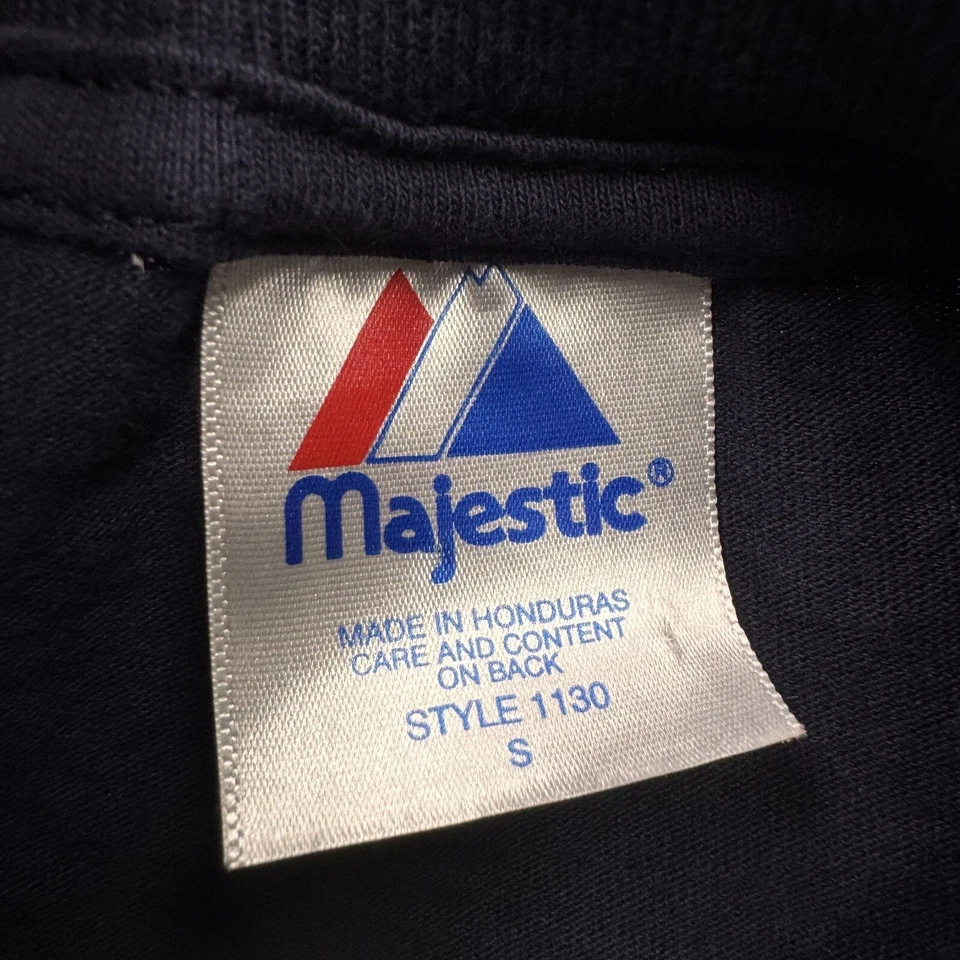 Majestic®
MADE IN HONDURAS
CARE AND CONTENT
ON BACK
STYLE 1130
S